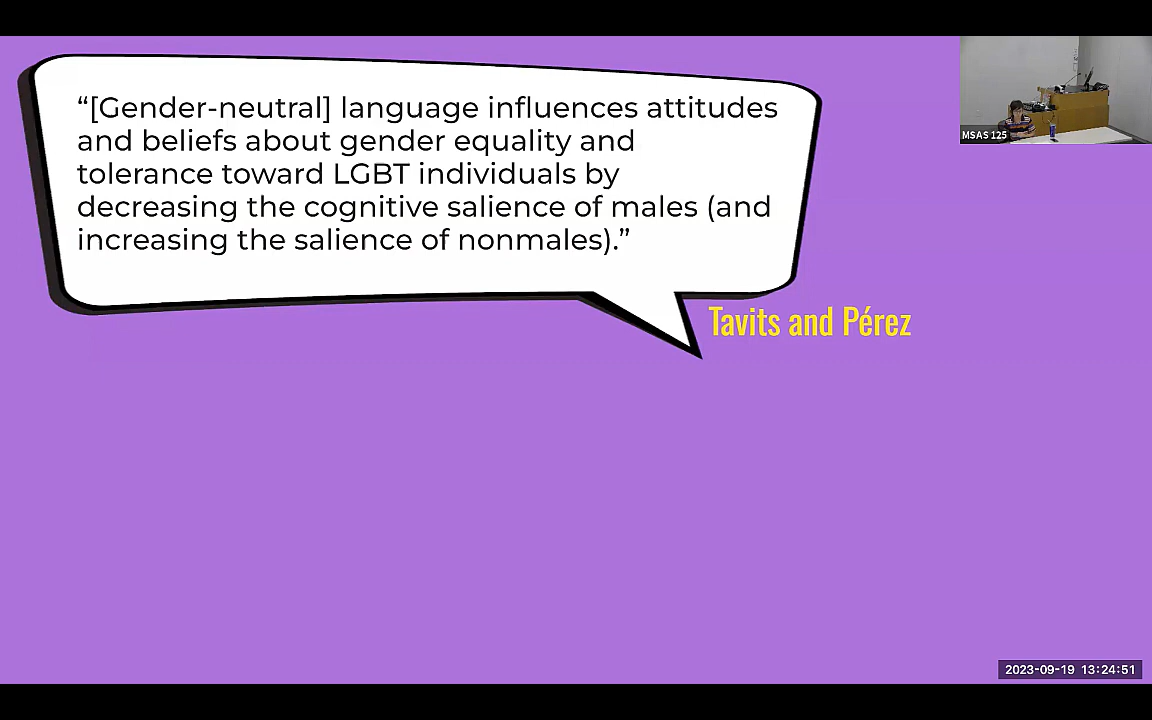 “[Gender-neutral] language influences attitudes
and beliefs about gender equality and
tolerance toward LGBT individuals by
decreasing the cognitive salience of males (and
increasing the salience of nonmales).”
Tavits and Pérez
MSAS 125
2023-09-19 13:24:51